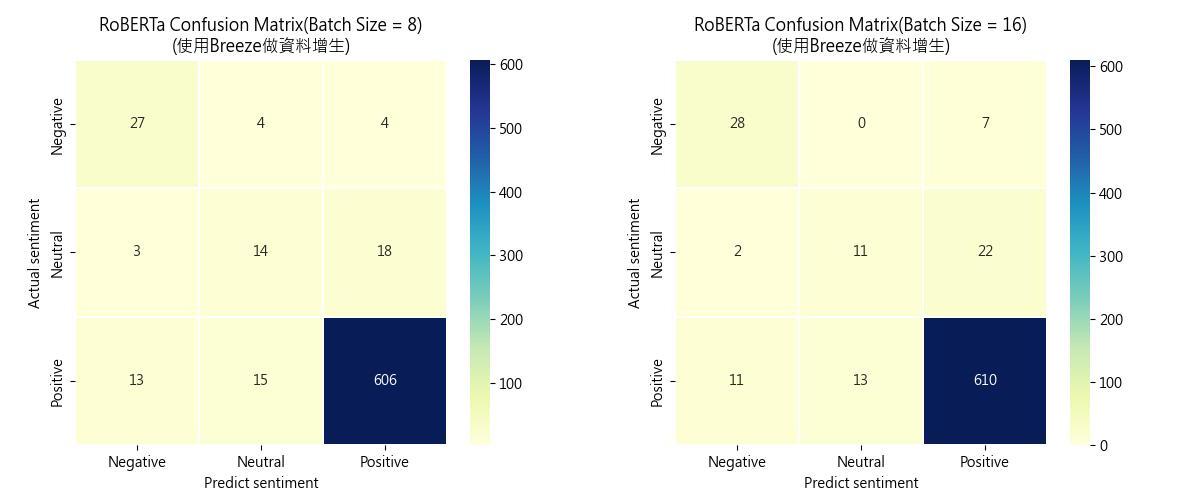 RoBERTa Confusion Matrix(Batch Size = 8)
(使用Breeze做資料增生)
Actual sentiment
Negative
27
4
4
Neutral
3
14
18
Positive
13
15
606
Negative
Neutral
Positive
Predict sentiment
600
500
400
300
200
100
RoBERTa Confusion Matrix(Batch Size = 16)
(使用Breeze做資料增生)
Actual sentiment
Negative
28
0
7
Neutral
2
11
22
Positive
11
13
610
Negative
Neutral
Positive
Predict sentiment
600
500
400
300
200
100
0